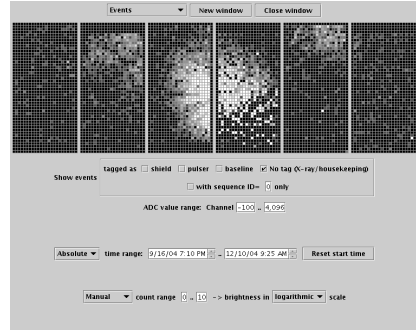 Events New window Close window
tagged as shield pulser baseline No tag (X-ray/housekeeping)
Show events
with sequence ID= 0 only
ADC value range: Channel -100 .. 4,096
Absolute time range: 9/16/04 7:10 PM .. 12/10/04 9:25 AM Reset start time
Manual count range 0 .. 10 -> brightness in logarithmic scale